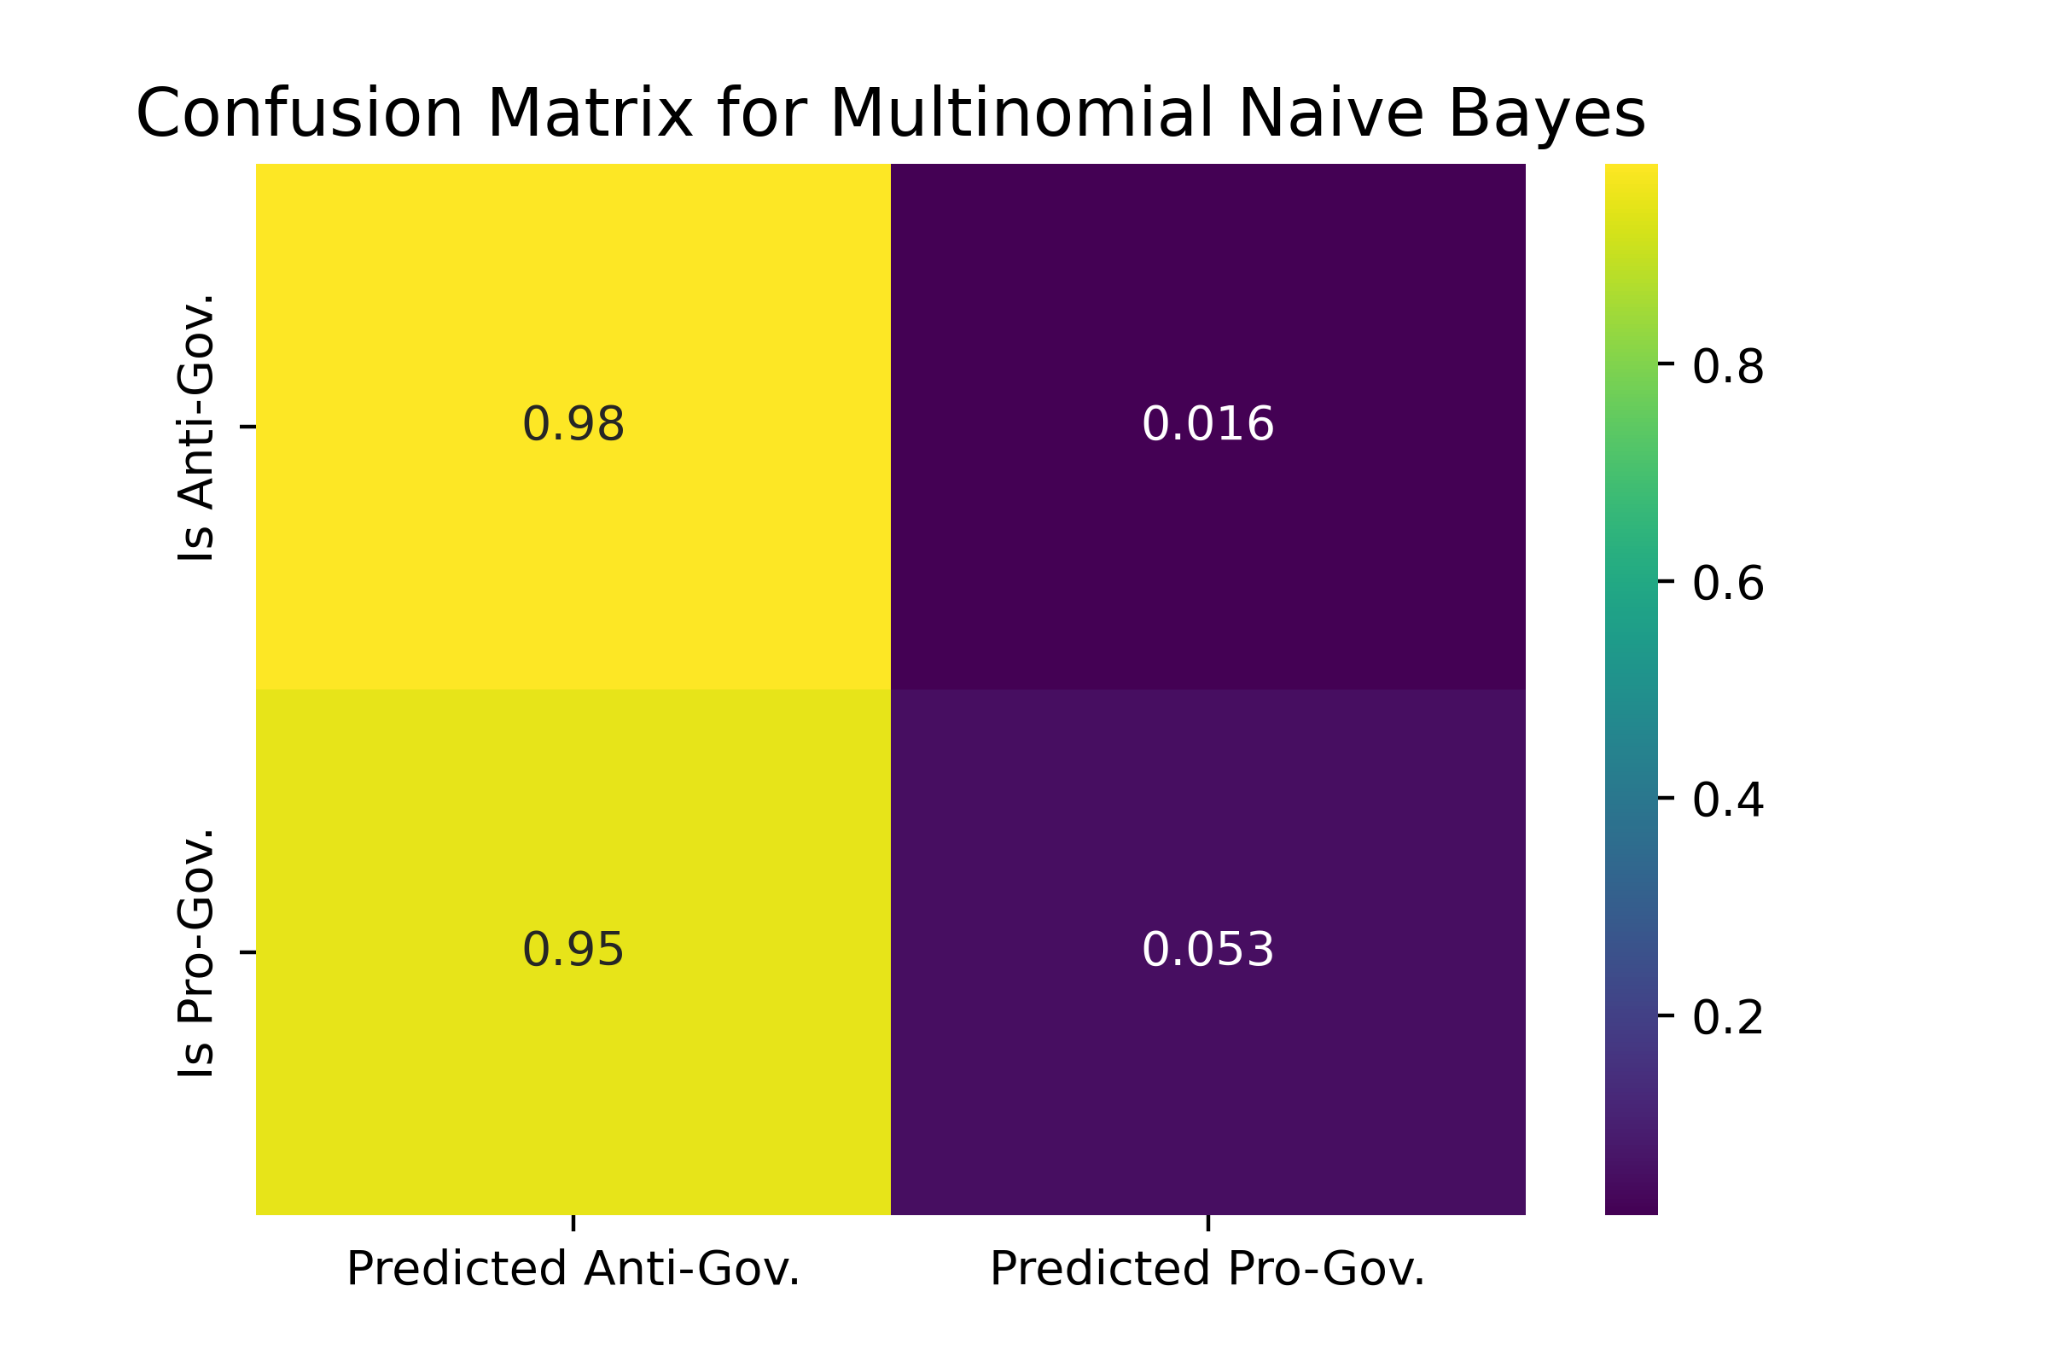 Confusion Matrix for Multinomial Naive Bayes
Is Anti-Gov.
0.98
0.016
Is Pro-Gov.
0.95
0.053
Predicted Anti-Gov.
Predicted Pro-Gov.
0.8
0.6
0.4
0.2